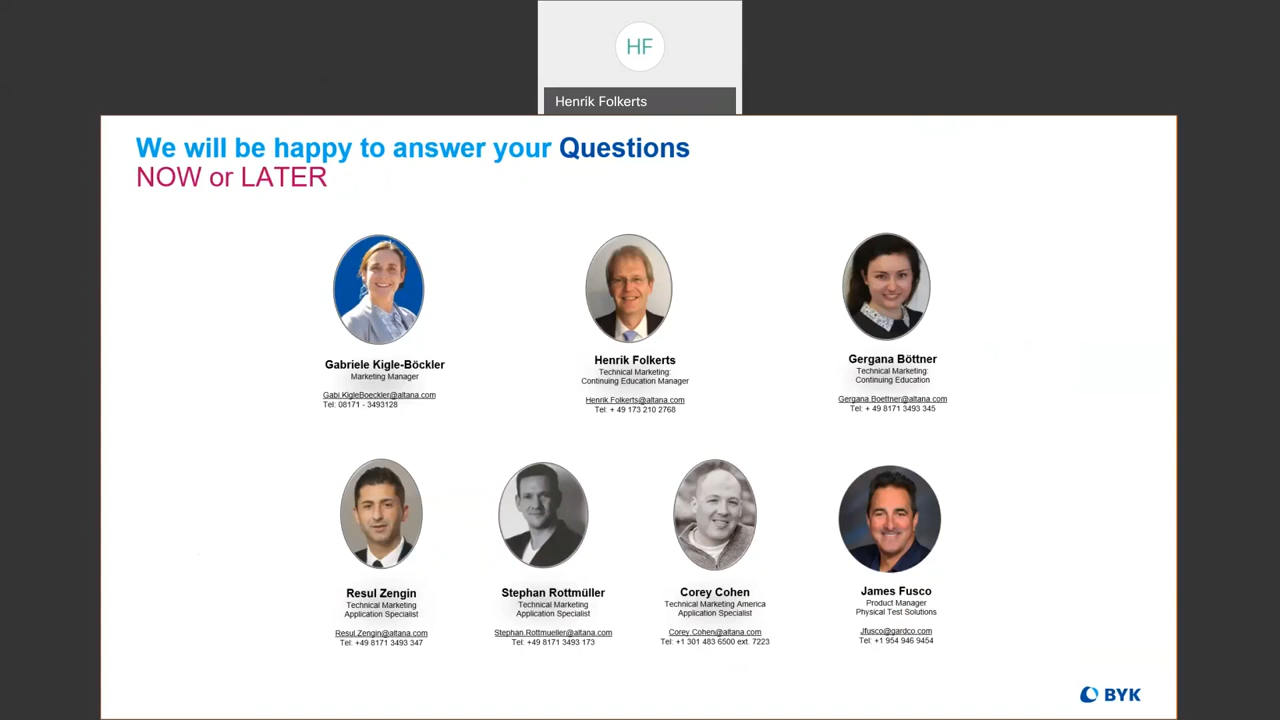 HF
Henrik Folkerts
We will be happy to answer your Questions
NOW or LATER
Gabriele Kigle-Böckler
Marketing Manager
Gabi.KigleBoeckler@altana.com
Tel: 08171 - 3493128
Henrik Folkerts
Technical Marketing:
Continuing Education Manager
Henrik.Folkerts@altana.com
Tel: + 49 173 210 2768
Gergana Böttner
Technical Marketing:
Continuing Education
Gergana.Boettner@altana.com
Tel: + 49 8171 3493 345
Resul Zengin
Technical Marketing
Application Specialist
Resul.Zengin@altana.com
Tel: +49 8171 3493 347
Stephan Rottmüller
Technical Marketing
Application Specialist
Stephan.Rottmueller@altana.com
Tel: +49 8171 3493 173
Corey Cohen
Technical Marketing America
Application Specialist
Corey.Cohen@altana.com
Tel: +1 301 483 6500 ext. 7223
James Fusco
Product Manager
Physical Test Solutions
Jfusco@gardco.com
Tel: +1 954 946 9454
BYK